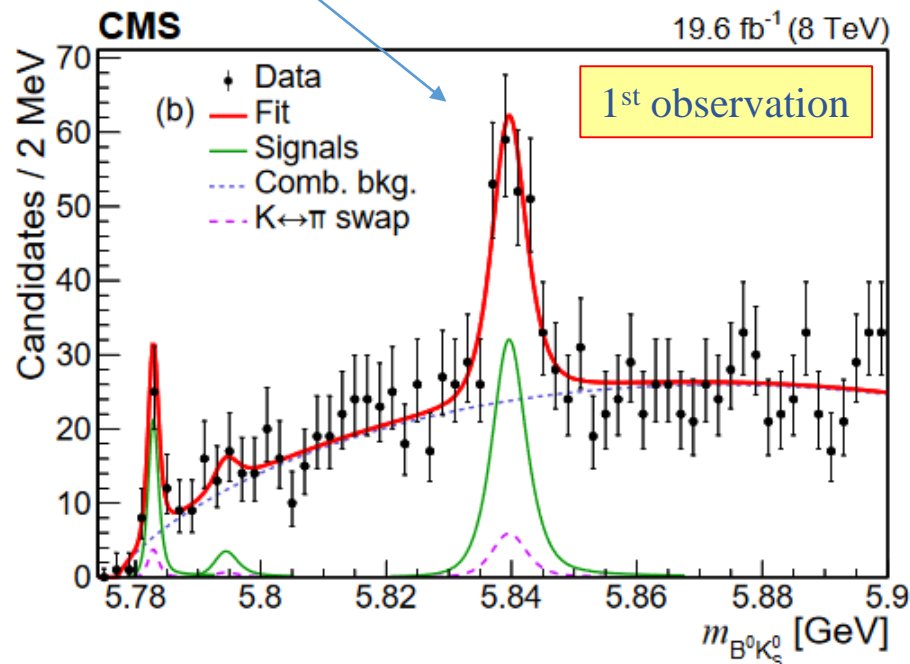 CMS 19.6 fb⁻¹ (8 TeV)
Candidates / 2 MeV
70
60
50
40
30
20
10
0
(b)
Data
Fit
Signals
Comb. bkg.
K↔π swap
1st observation
5.78 5.8 5.82 5.84 5.86 5.88 5.9
m_B⁰K⁰_S [GeV]